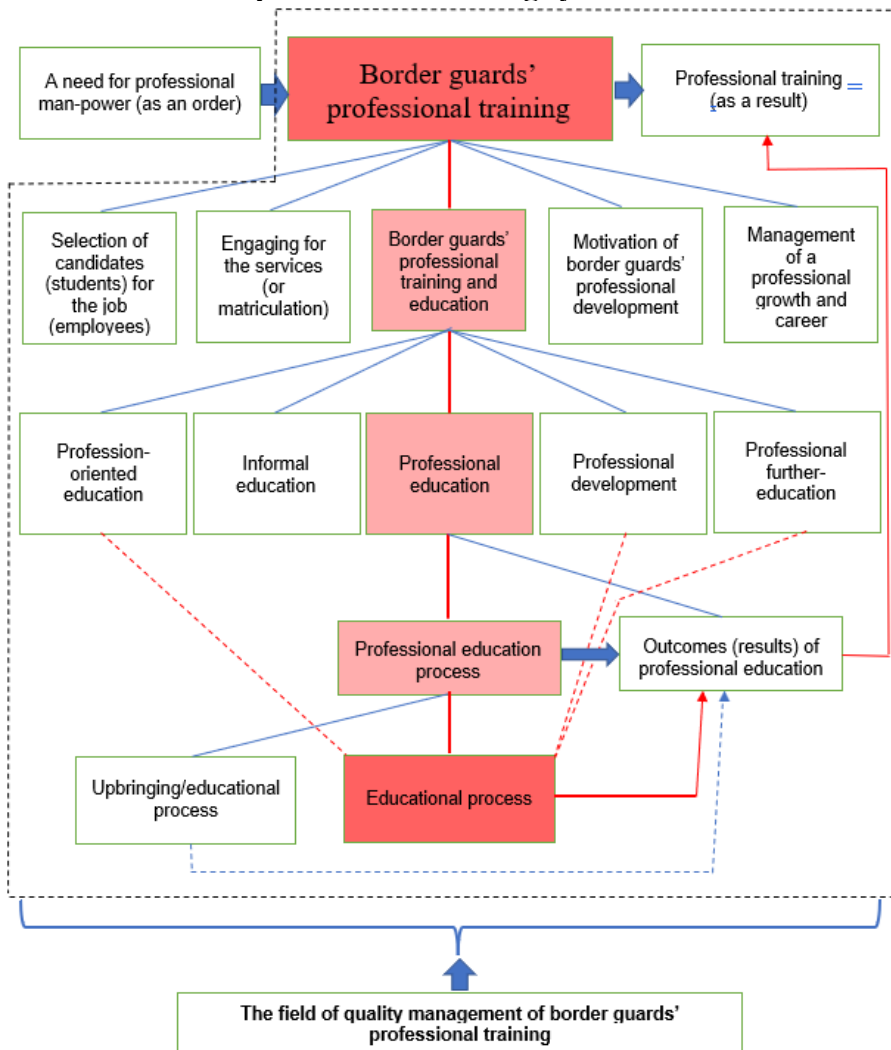 A need for professional
man-power (as an order)
Border guards’
professional training
Professional training
(as a result)
Selection of
candidates
(students) for
the job
(employees)
Engaging for
the services
(or
matriculation)
Border guards’
professional
training and
education
Motivation of
border guards’
professional
development
Management
of a
professional
growth and
career
Profession-
oriented
education
Informal
education
Professional
education
Professional
development
Professional
further-
education
Professional education
process
Outcomes (results) of
professional education
Upbringing/educational
process
Educational process
The field of quality management of border guards’
professional training